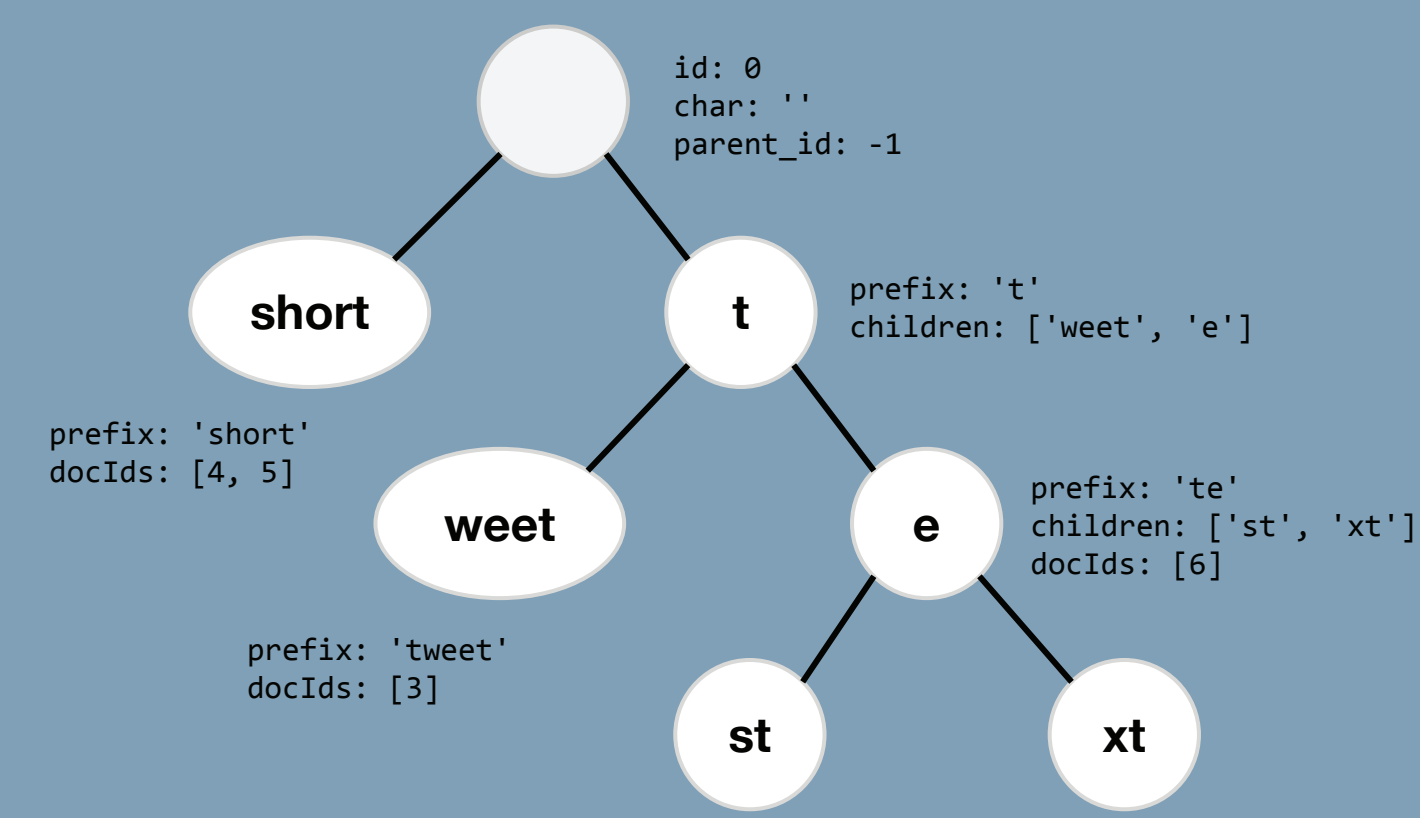 id: 0
char: ''
parent_id: -1
short
t
prefix: 't'
children: ['weet', 'e']
prefix: 'short'
docIds: [4, 5]
weet
e
prefix: 'te'
children: ['st', 'xt']
docIds: [6]
prefix: 'tweet'
docIds: [3]
st
xt